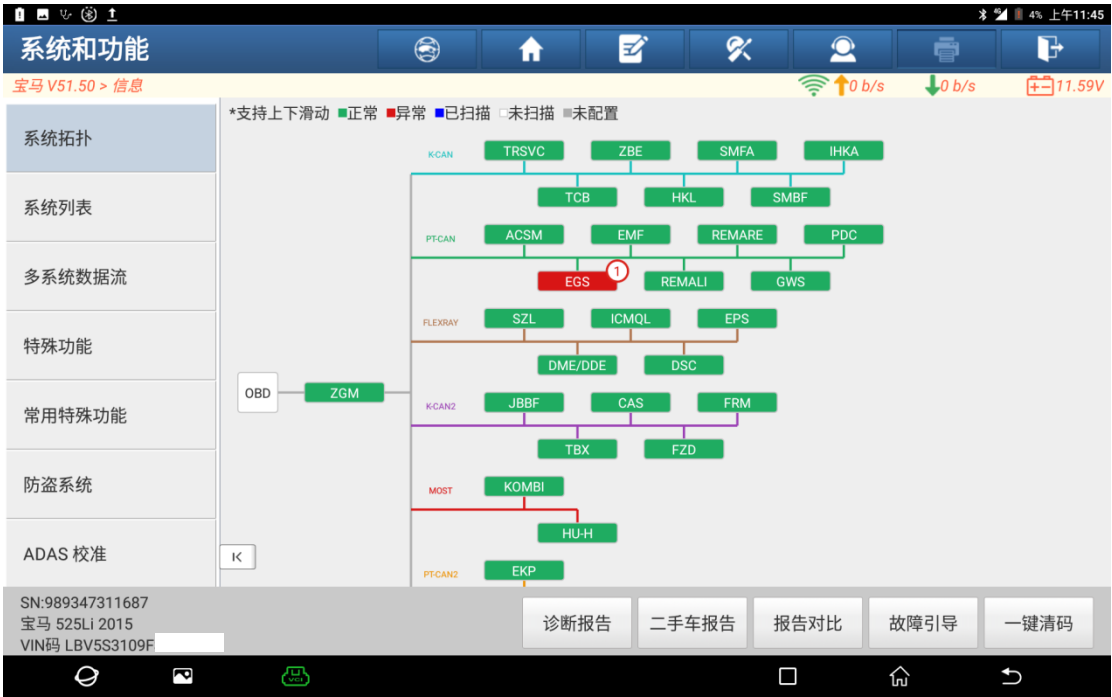 4% 上午11:45
系统和功能
宝马 V51.50 > 信息
0 b/s 0 b/s 11.59V
系统拓扑
系统列表
多系统数据流
特殊功能
常用特殊功能
防盗系统
ADAS 校准
*支持上下滑动 正常 异常 已扫描 未扫描 未配置
K-CAN TRSVC ZBE SMFA IHKA
TCB HKL SMBF
PT-CAN ACSM EMF REMARE PDC
EGS 1 REMALI GWS
FLEXRAY SZL ICMQL EPS
DME/DDE DSC
OBD ZGM
K-CAN2 JBBF CAS FRM
TBX FZD
MOST KOMBI
HU-H
PT-CAN2 EKP
SN:989347311687
宝马 525Li 2015
VIN码 LBV5S3109F
诊断报告 二手车报告 报告对比 故障引导 一键清码
VCI